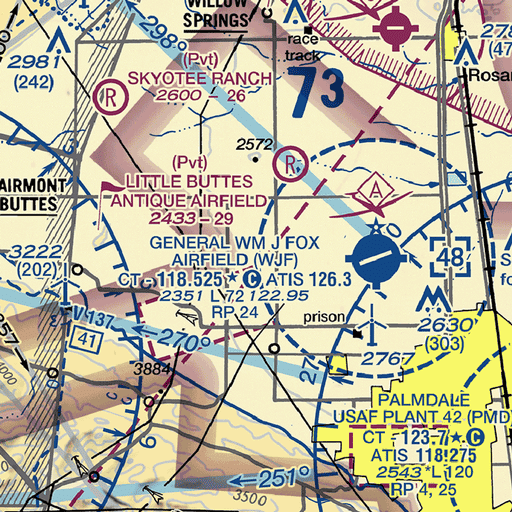 WILLOW
SPRINGS
298°
race
track
2981
(242)
(Pvt)
SKYOTEE RANCH
2600 26
R
73
47
Rosam
2572
R
(Pvt)
LITTLE BUTTES
ANTIQUE AIRFIELD
2433 - 29
A
AIRMONT
BUTTES
3222
(202)
GENERAL WM J FOX
AIRFIELD (WJF)
CT - 118.525 * C ATIS 126.3
2351 L 72 122.95
RP 24
48
prison
2630
(303)
2767
V 137
270°
41
3884
PALMDALE
USAF PLANT 42 (PMD)
CT - 123.7 * C
ATIS 118.275
2543 *L 120
RP 4, 25
251°
3500